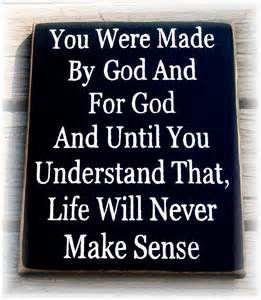 You Were Made
By God And
For God
And Until You
Understand That,
Life Will Never
Make Sense